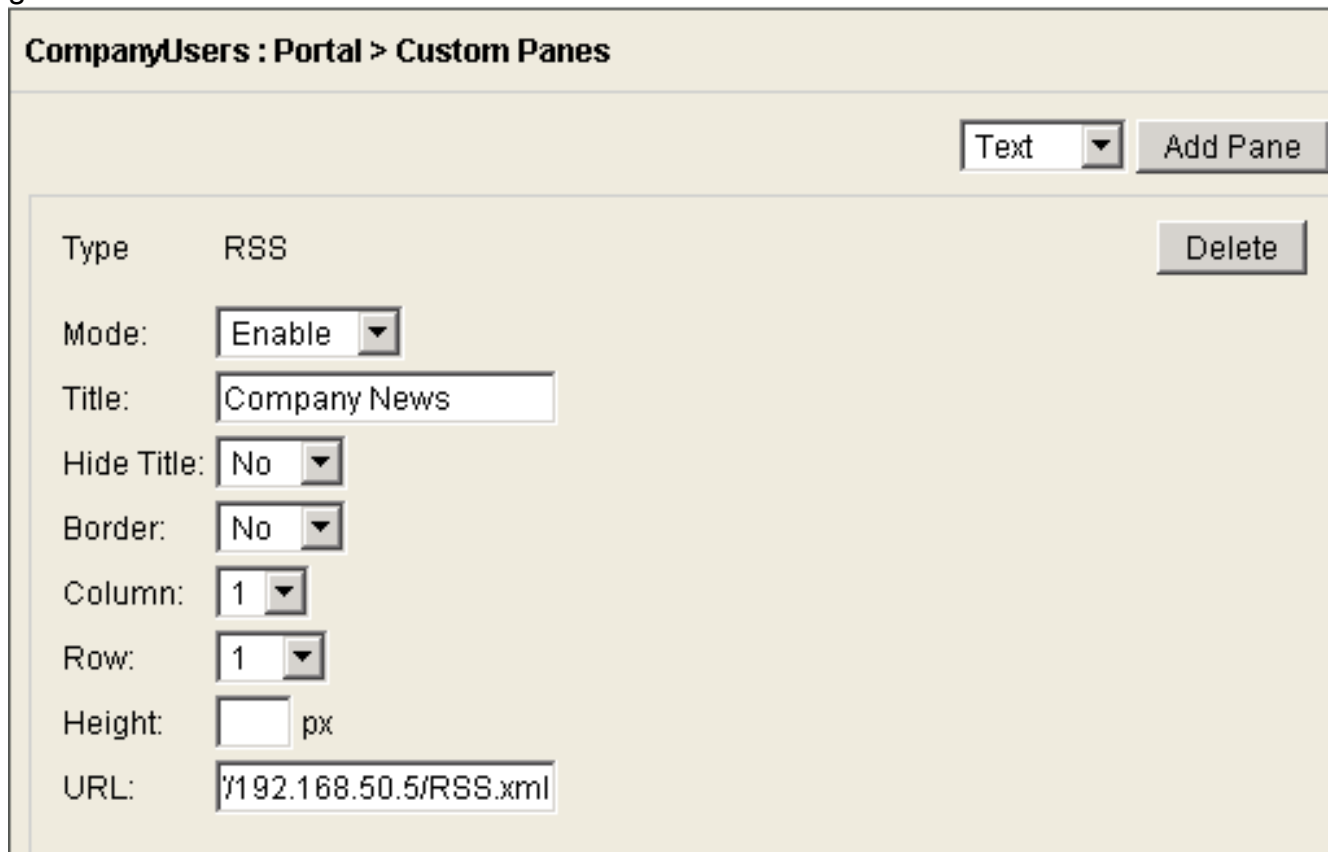 CompanyUsers : Portal > Custom Panes
Text Add Pane
Type RSS Delete
Mode: Enable
Title: Company News
Hide Title: No
Border: No
Column: 1
Row: 1
Height: px
URL: /192.168.50.5/RSS.xml